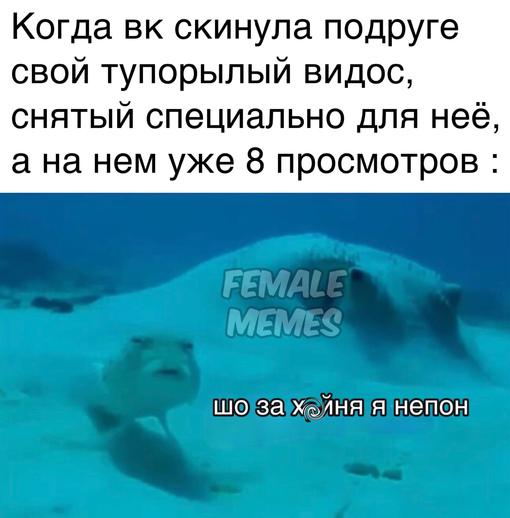 Когда вк скинула подруге
свой тупорылый видос,
снятый специально для неё,
а на нем уже 8 просмотров :
FEMALE
MEMES
шо за х🌀йня я непон